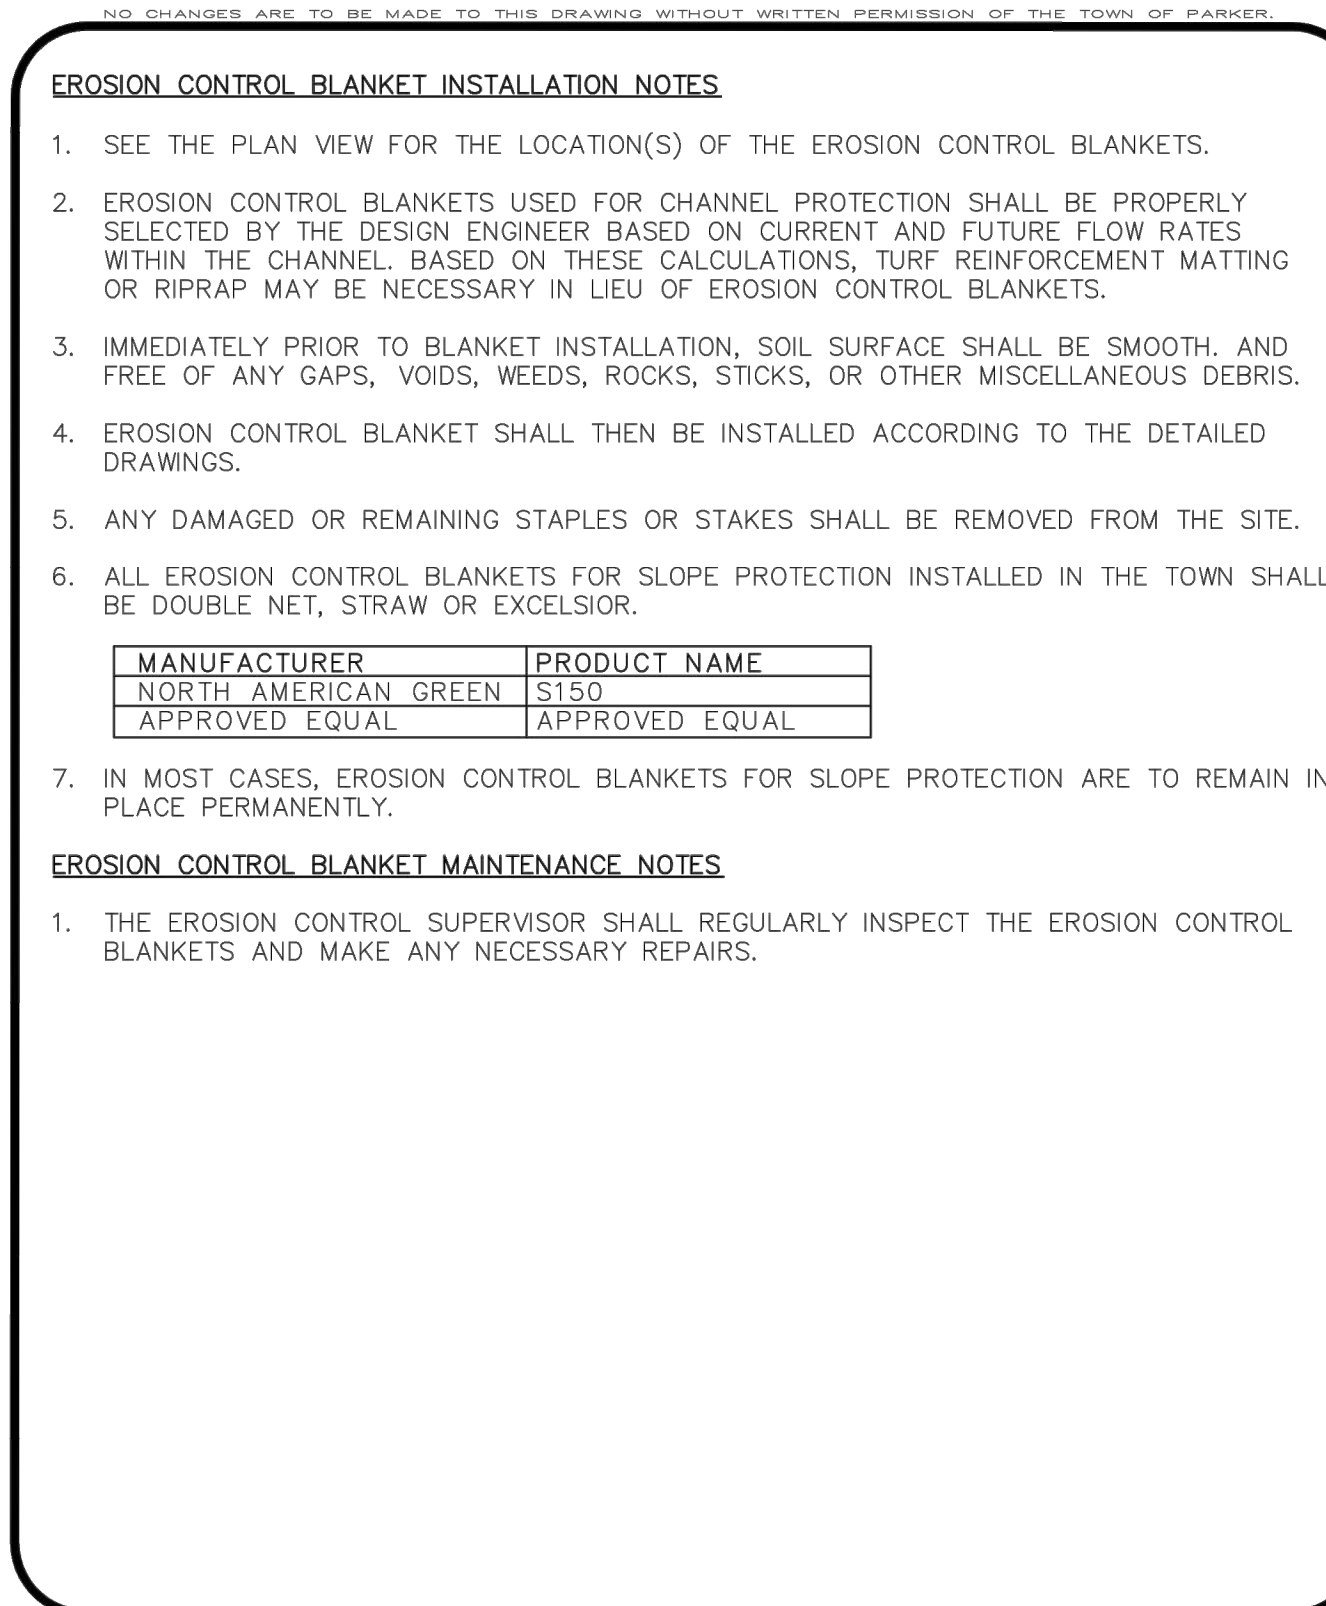 NO CHANGES ARE TO BE MADE TO THIS DRAWING WITHOUT WRITTEN PERMISSION OF THE TOWN OF PARKER.
EROSION CONTROL BLANKET INSTALLATION NOTES
1. SEE THE PLAN VIEW FOR THE LOCATION(S) OF THE EROSION CONTROL BLANKETS.
2. EROSION CONTROL BLANKETS USED FOR CHANNEL PROTECTION SHALL BE PROPERLY
SELECTED BY THE DESIGN ENGINEER BASED ON CURRENT AND FUTURE FLOW RATES
WITHIN THE CHANNEL. BASED ON THESE CALCULATIONS, TURF REINFORCEMENT MATTING
OR RIPRAP MAY BE NECESSARY IN LIEU OF EROSION CONTROL BLANKETS.
3. IMMEDIATELY PRIOR TO BLANKET INSTALLATION, SOIL SURFACE SHALL BE SMOOTH. AND
FREE OF ANY GAPS, VOIDS, WEEDS, ROCKS, STICKS, OR OTHER MISCELLANEOUS DEBRIS.
4. EROSION CONTROL BLANKET SHALL THEN BE INSTALLED ACCORDING TO THE DETAILED
DRAWINGS.
5. ANY DAMAGED OR REMAINING STAPLES OR STAKES SHALL BE REMOVED FROM THE SITE.
6. ALL EROSION CONTROL BLANKETS FOR SLOPE PROTECTION INSTALLED IN THE TOWN SHALL
BE DOUBLE NET, STRAW OR EXCELSIOR.
MANUFACTURER PRODUCT NAME
NORTH AMERICAN GREEN S150
APPROVED EQUAL APPROVED EQUAL
7. IN MOST CASES, EROSION CONTROL BLANKETS FOR SLOPE PROTECTION ARE TO REMAIN IN
PLACE PERMANENTLY.
EROSION CONTROL BLANKET MAINTENANCE NOTES
1. THE EROSION CONTROL SUPERVISOR SHALL REGULARLY INSPECT THE EROSION CONTROL
BLANKETS AND MAKE ANY NECESSARY REPAIRS.